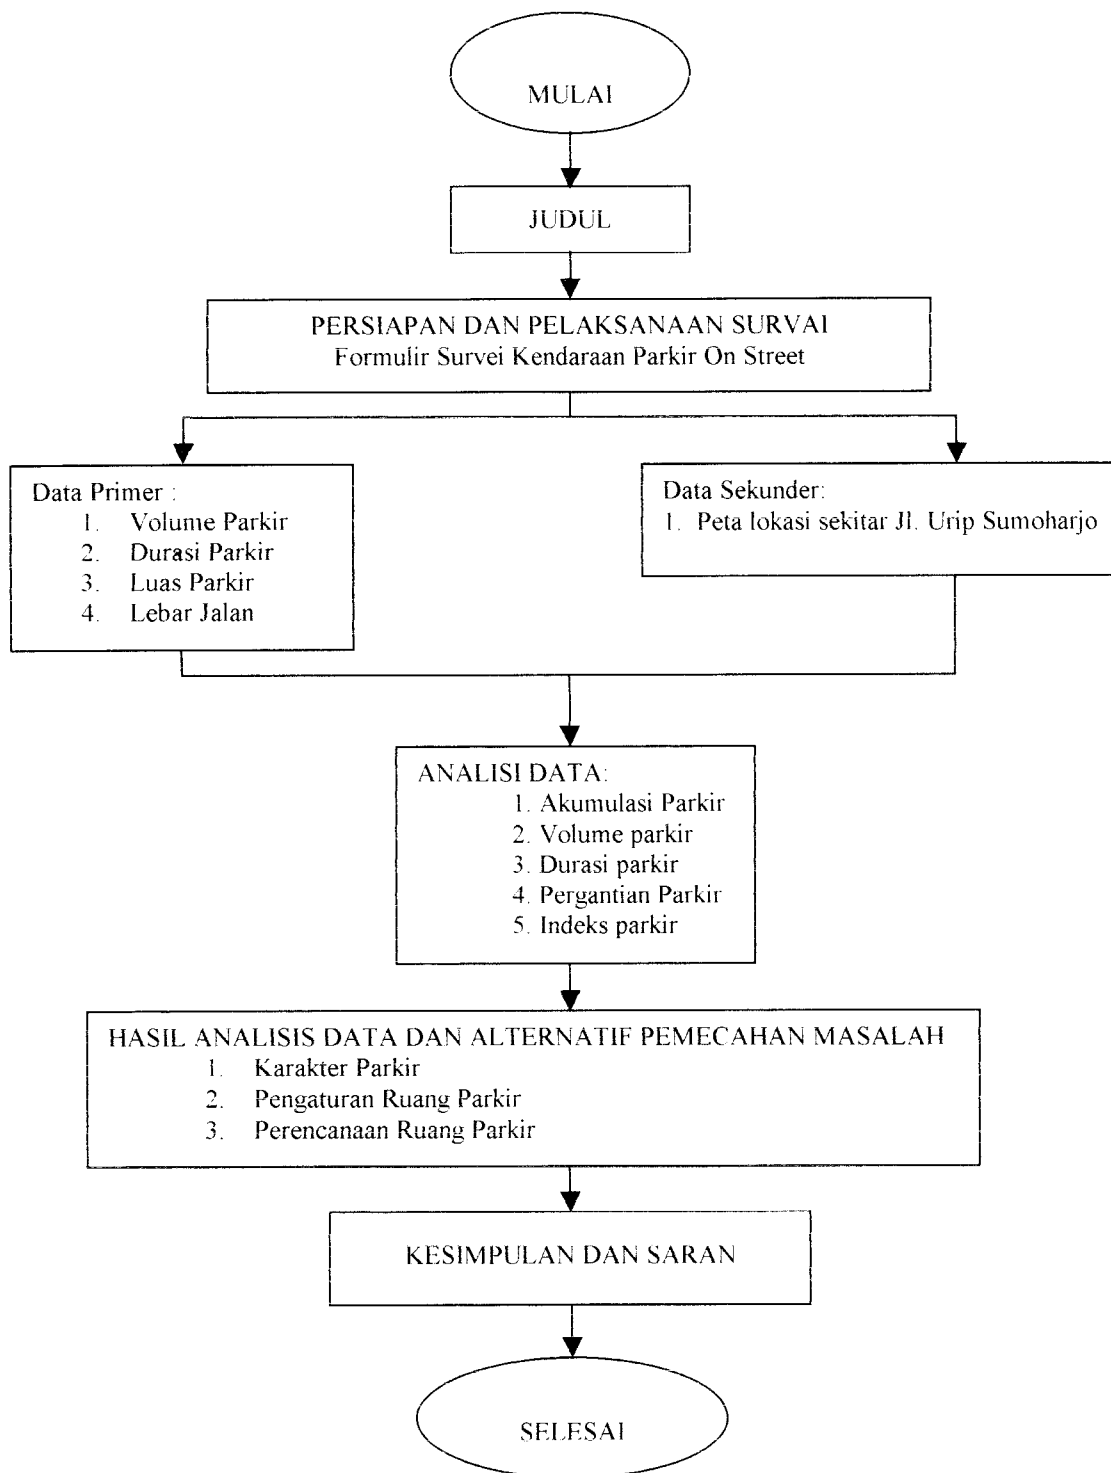 MULAI
JUDUL
PERSIAPAN DAN PELAKSANAAN SURVAI
Formulir Survei Kendaraan Parkir On Street
Data Primer :
1. Volume Parkir
2. Durasi Parkir
3. Luas Parkir
4. Lebar Jalan
Data Sekunder:
1. Peta lokasi sekitar Jl. Urip Sumoharjo
ANALISI DATA:
1. Akumulasi Parkir
2. Volume parkir
3. Durasi parkir
4. Pergantian Parkir
5. Indeks parkir
HASIL ANALISIS DATA DAN ALTERNATIF PEMECAHAN MASALAH
1. Karakter Parkir
2. Pengaturan Ruang Parkir
3. Perencanaan Ruang Parkir
KESIMPULAN DAN SARAN
SELESAI